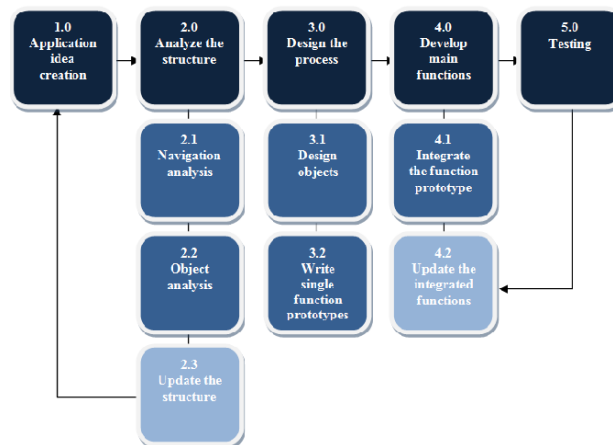 1.0
Application
idea
creation
2.0
Analyze the
structure
3.0
Design the
process
4.0
Develop
main
functions
5.0
Testing
2.1
Navigation
analysis
3.1
Design
objects
4.1
Integrate
the function
prototype
2.2
Object
analysis
3.2
Write
single
function
prototypes
4.2
Update the
integrated
functions
2.3
Update the
structure